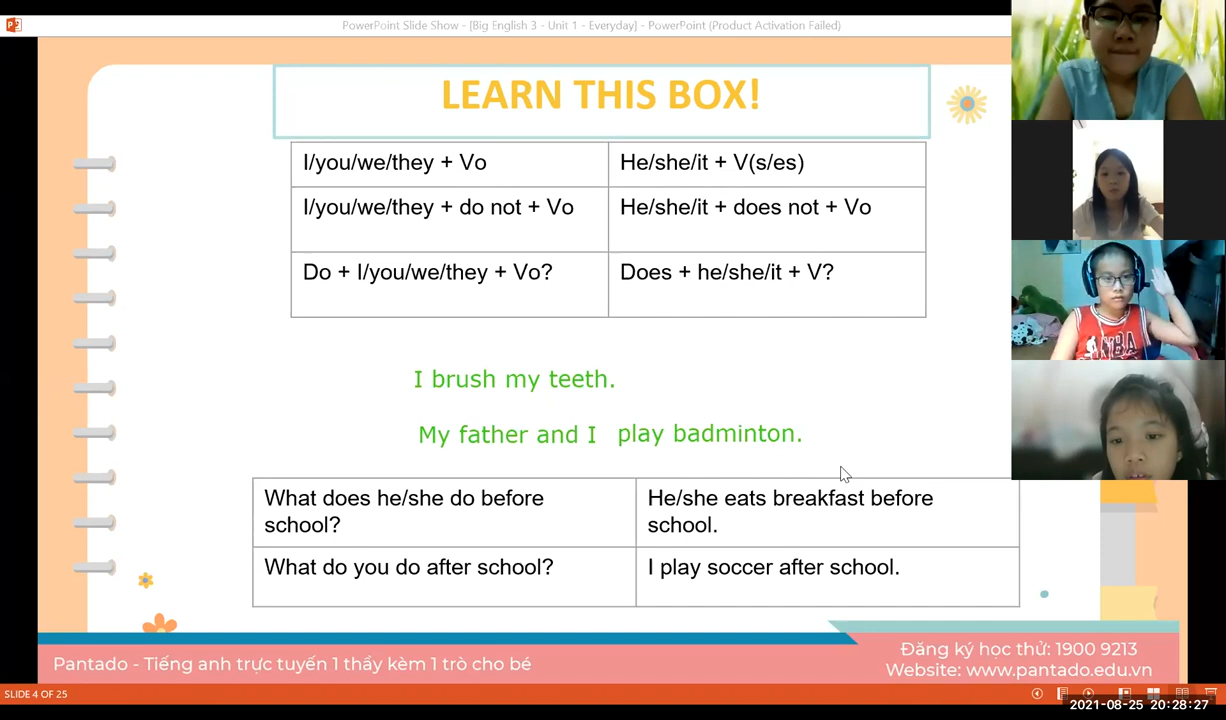 PowerPoint Slide Show - [Big English 3 - Unit 1 - Everyday] - PowerPoint (Product Activation Failed)
LEARN THIS BOX!
I/you/we/they + Vo
He/she/it + V(s/es)
I/you/we/they + do not + Vo
He/she/it + does not + Vo
Do + I/you/we/they + Vo?
Does + he/she/it + V?
I brush my teeth.
My father and I play badminton.
What does he/she do before
school?
He/she eats breakfast before
school.
What do you do after school?
I play soccer after school.
Pantado - Tiếng anh trực tuyến 1 thầy kèm 1 trò cho bé
Đăng ký học thử: 1900 9213
Website: www.pantado.edu.vn
SLIDE 4 OF 25
2021-08-25 20:28:27